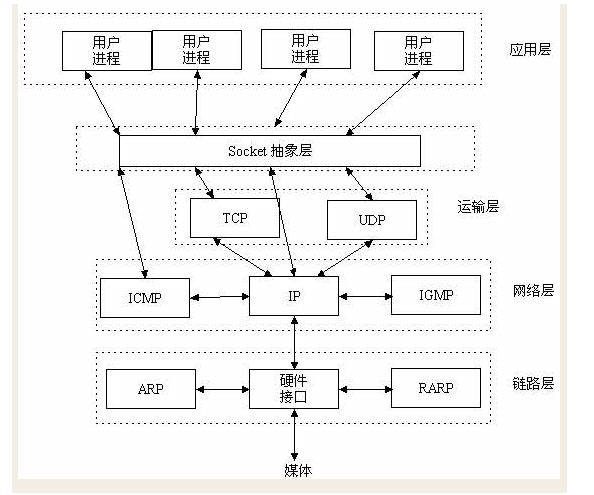 用户 用户 用户 用户
进程 进程 进程 进程
应用层
Socket 抽象层
TCP
UDP
运输层
ICMP
IP
IGMP
网络层
ARP
硬件
接口
RARP
链路层
媒体